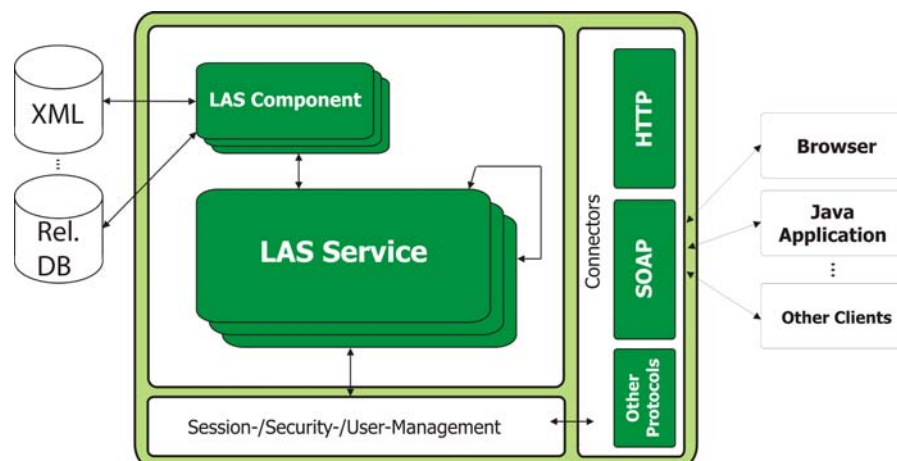 XML
Rel.
DB
LAS Component
LAS Service
Session-/Security-/User-Management
Connectors
HTTP
SOAP
Other
Protocols
Browser
Java
Application
Other Clients